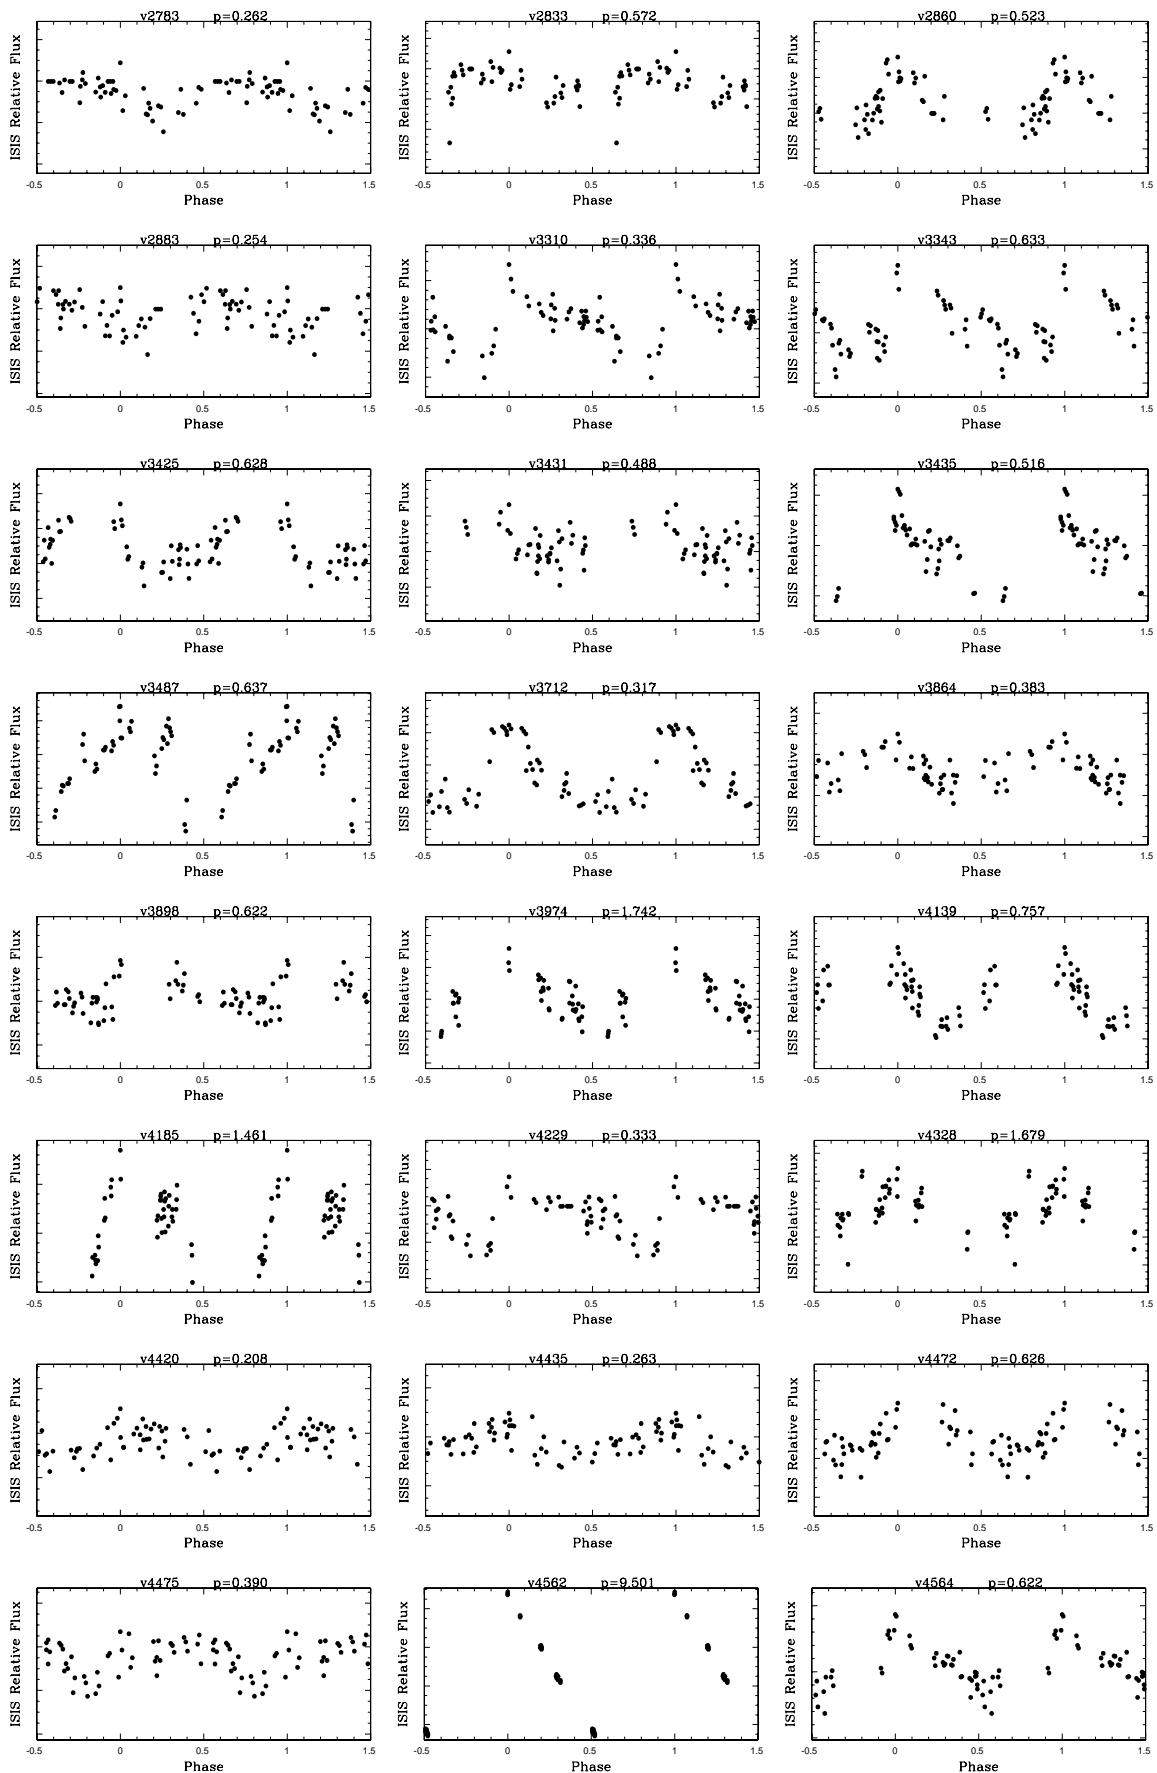 v2783 p=0.262
ISIS Relative Flux
-0.5 0 0.5 1 1.5
Phase
v2833 p=0.572
ISIS Relative Flux
-0.5 0 0.5 1 1.5
Phase
v2860 p=0.523
ISIS Relative Flux
-0.5 0 0.5 1 1.5
Phase
v2883 p=0.254
ISIS Relative Flux
-0.5 0 0.5 1 1.5
Phase
v3310 p=0.336
ISIS Relative Flux
-0.5 0 0.5 1 1.5
Phase
v3343 p=0.633
ISIS Relative Flux
-0.5 0 0.5 1 1.5
Phase
v3425 p=0.628
ISIS Relative Flux
-0.5 0 0.5 1 1.5
Phase
v3431 p=0.488
ISIS Relative Flux
-0.5 0 0.5 1 1.5
Phase
v3435 p=0.516
ISIS Relative Flux
-0.5 0 0.5 1 1.5
Phase
v3487 p=0.637
ISIS Relative Flux
-0.5 0 0.5 1 1.5
Phase
v3712 p=0.317
ISIS Relative Flux
-0.5 0 0.5 1 1.5
Phase
v3864 p=0.383
ISIS Relative Flux
-0.5 0 0.5 1 1.5
Phase
v3898 p=0.622
ISIS Relative Flux
-0.5 0 0.5 1 1.5
Phase
v3974 p=1.742
ISIS Relative Flux
-0.5 0 0.5 1 1.5
Phase
v4139 p=0.757
ISIS Relative Flux
-0.5 0 0.5 1 1.5
Phase
v4185 p=1.461
ISIS Relative Flux
-0.5 0 0.5 1 1.5
Phase
v4229 p=0.333
ISIS Relative Flux
-0.5 0 0.5 1 1.5
Phase
v4328 p=1.679
ISIS Relative Flux
-0.5 0 0.5 1 1.5
Phase
v4420 p=0.208
ISIS Relative Flux
-0.5 0 0.5 1 1.5
Phase
v4435 p=0.263
ISIS Relative Flux
-0.5 0 0.5 1 1.5
Phase
v4472 p=0.626
ISIS Relative Flux
-0.5 0 0.5 1 1.5
Phase
v4475 p=0.390
ISIS Relative Flux
-0.5 0 0.5 1 1.5
Phase
v4562 p=9.501
ISIS Relative Flux
-0.5 0 0.5 1 1.5
Phase
v4564 p=0.622
ISIS Relative Flux
-0.5 0 0.5 1 1.5
Phase